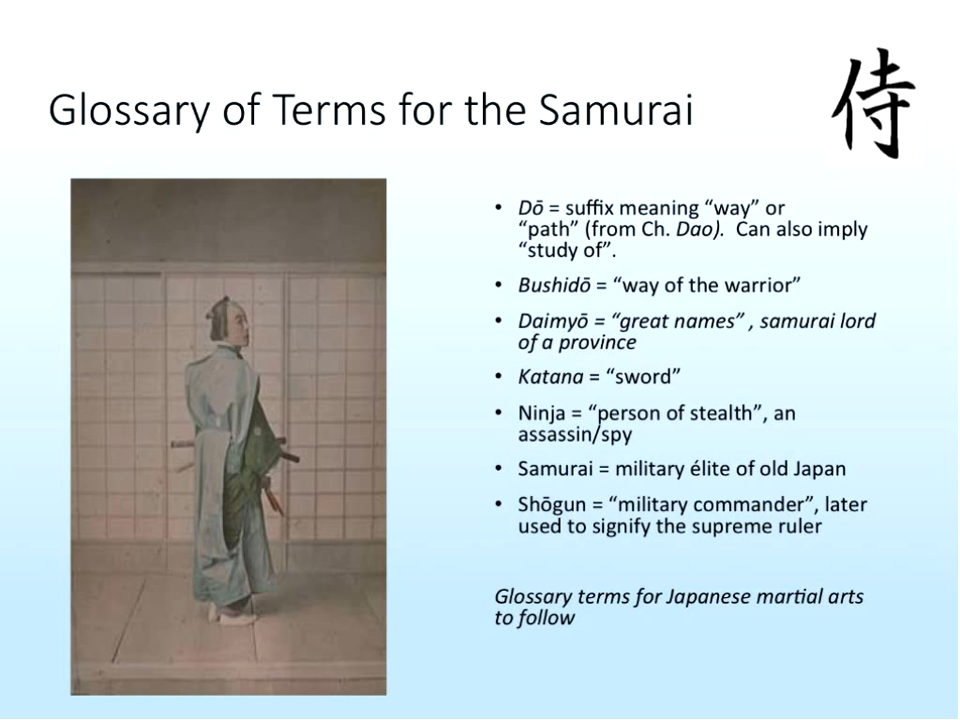 侍
Glossary of Terms for the Samurai
• Dō = suffix meaning “way” or
“path” (from Ch. Dao).  Can also imply
“study of”.
• Bushidō = “way of the warrior”
• Daimyō = “great names” , samurai lord
of a province
• Katana = “sword”
• Ninja = “person of stealth”, an
assassin/spy
• Samurai = military élite of old Japan
• Shōgun = “military commander”, later
used to signify the supreme ruler
Glossary terms for Japanese martial arts
to follow